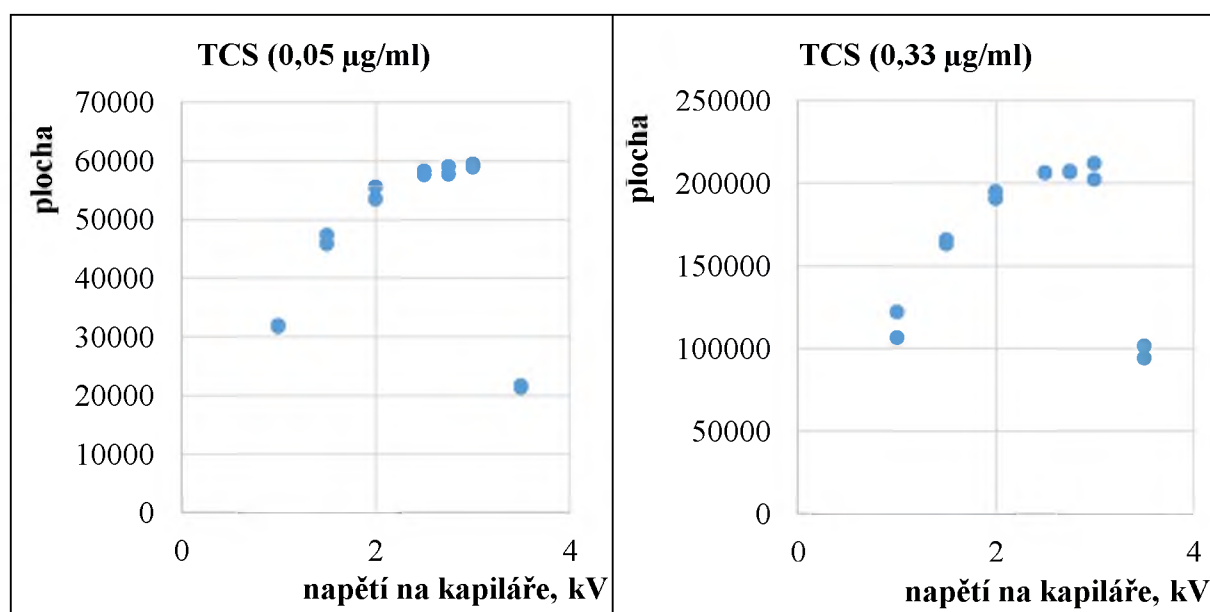 TCS (0,05 µg/ml)
plocha
70000
60000
50000
40000
30000
20000
10000
0
0 2 4
napětí na kapiláře, kV
TCS (0,33 µg/ml)
plocha
250000
200000
150000
100000
50000
0
0 2 4
napětí na kapiláře, kV